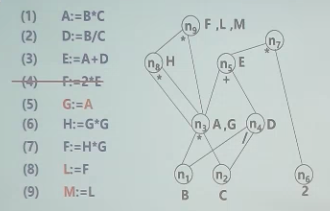 (1) A:=B*C
(2) D:=B/C
(3) E:=A+D
(4) F:=2*E
(5) G:=A
(6) H:=G*G
(7) F:=H*G
(8) L:=F
(9) M:=L
n9 F,L,M
*
n7
*
n8 H
*
n5 E
+
n3 A,G
*
n4 D
/
n1
B
n2
C
n6
2